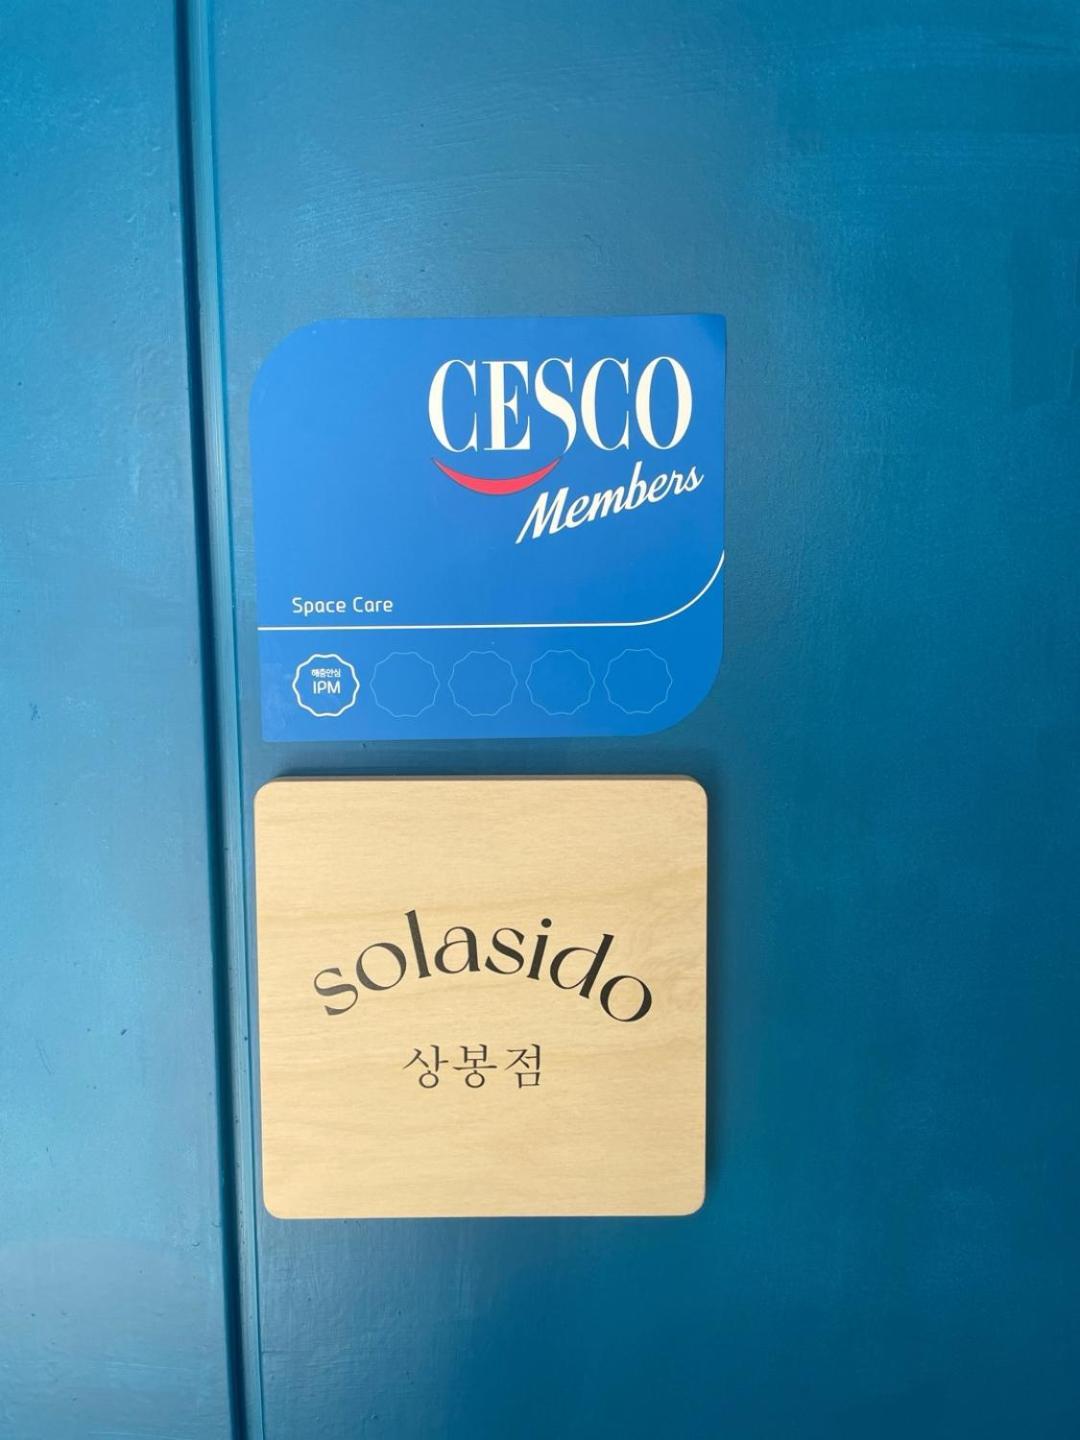 CESCO
Members
Space Care
해충안심
IPM
solasido
상봉점